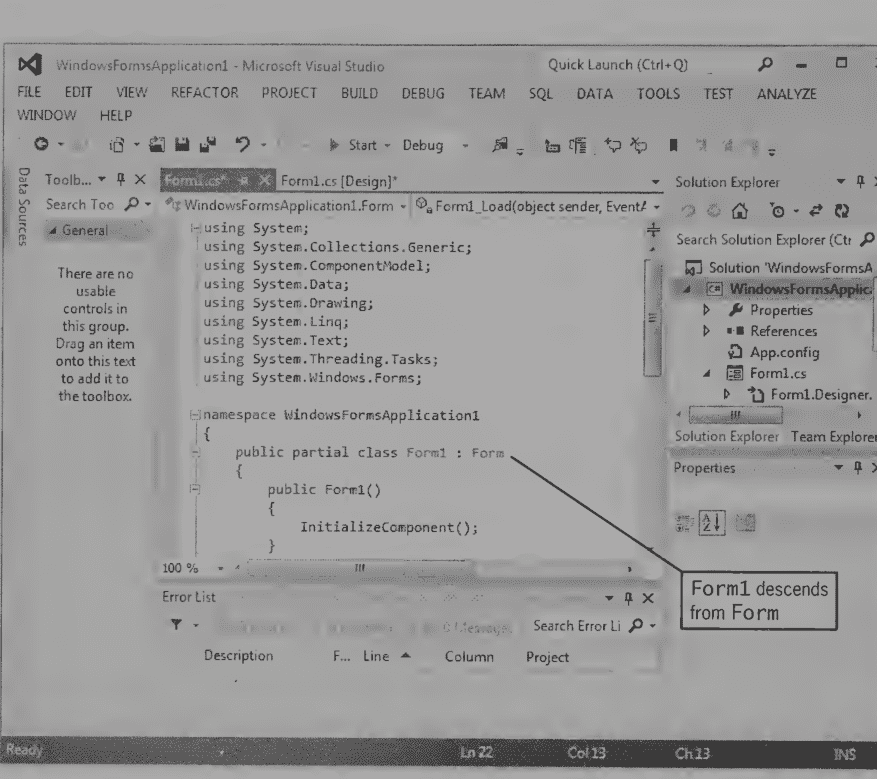 WindowsFormsApplication1 - Microsoft Visual Studio
Quick Launch (Ctrl+Q)
FILE EDIT VIEW REFACTOR PROJECT BUILD DEBUG TEAM SQL DATA TOOLS TEST ANALYZE
WINDOW HELP
Start Debug
Data Sources
Toolb...
Search Too
General
There are no
usable
controls in
this group.
Drag an item
onto this text
to add it to
the toolbox.
Form1.cs* Form1.cs [Design]*
WindowsFormsApplication1.Form Form1_Load(object sender, EventA
using System;
using System.Collections.Generic;
using System.ComponentModel;
using System.Data;
using System.Drawing;
using System.Linq;
using System.Text;
using System.Threading.Tasks;
using System.Windows.Forms;
namespace WindowsFormsApplication1
{
public partial class Form1 : Form
{
public Form1()
{
InitializeComponent();
}
100 %
Error List
0 Messages
Search Error Li
Description F... Line Column Project
Solution Explorer
Search Solution Explorer (Ctr
Solution 'WindowsFormsA
C# WindowsFormsApplic
Properties
References
App.config
Form1.cs
Form1.Designer.
Solution Explorer Team Explorer
Properties
Form1 descends
from Form
Ready Ln 22 Col 13 Ch 13 INS